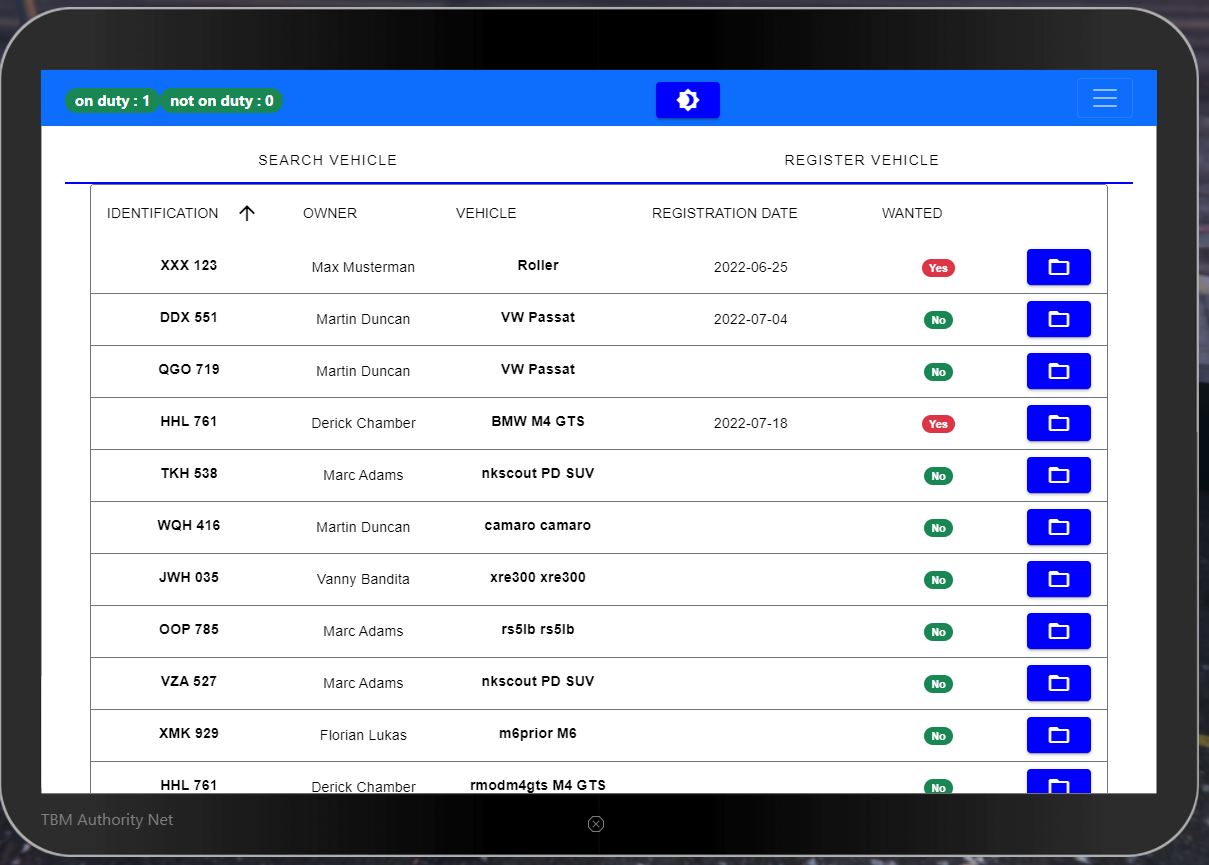 on duty : 1 not on duty : 0
SEARCH VEHICLE REGISTER VEHICLE
IDENTIFICATION OWNER VEHICLE REGISTRATION DATE WANTED
XXX 123 Max Musterman Roller 2022-06-25 Yes
DDX 551 Martin Duncan VW Passat 2022-07-04 No
QGO 719 Martin Duncan VW Passat No
HHL 761 Derick Chamber BMW M4 GTS 2022-07-18 Yes
TKH 538 Marc Adams nkscout PD SUV No
WQH 416 Martin Duncan camaro camaro No
JWH 035 Vanny Bandita xre300 xre300 No
OOP 785 Marc Adams rs5lb rs5lb No
VZA 527 Marc Adams nkscout PD SUV No
XMK 929 Florian Lukas m6prior M6 No
HHL 761 Derick Chamber rmodm4gts M4 GTS No
TBM Authority Net